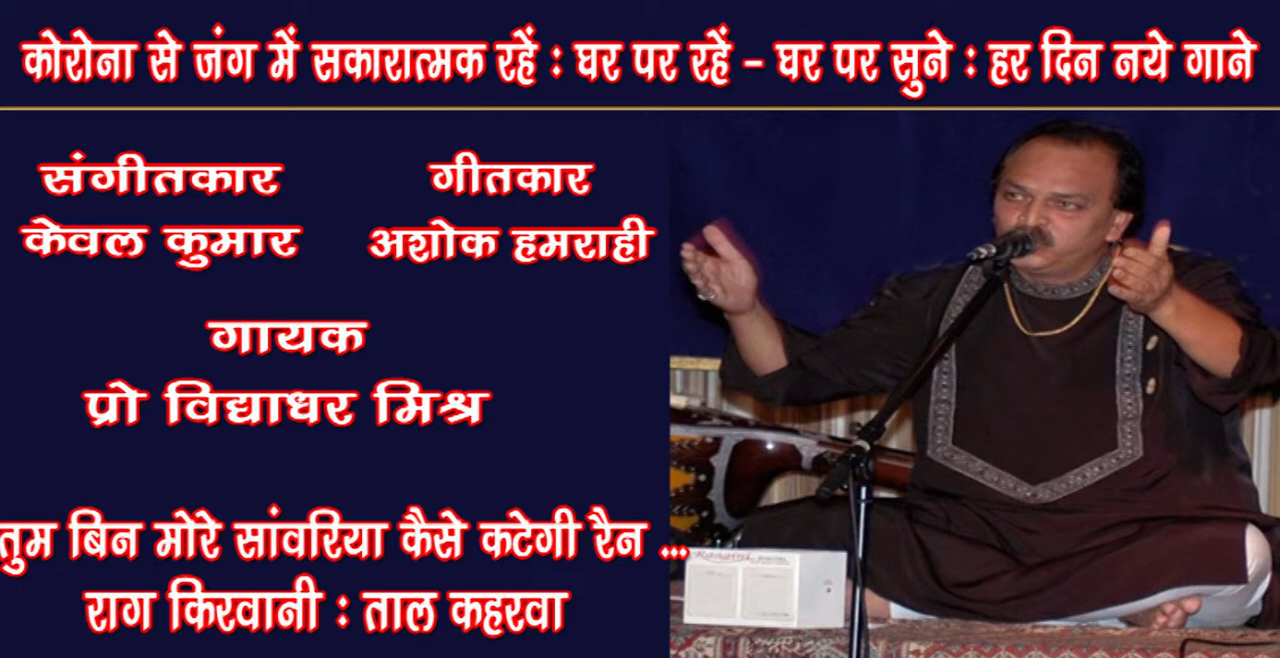 कोरोना से जंग में सकारात्मक रहें : घर पर रहें - घर पर सुने : हर दिन नये गाने
संगीतकार
केवल कुमार
गीतकार
अशोक हमराही
गायक
प्रो विद्याधर मिश्र
तुम बिन मोरे सांवरिया कैसे कटेगी रैन ...
राग किरवानी : ताल कहरवा